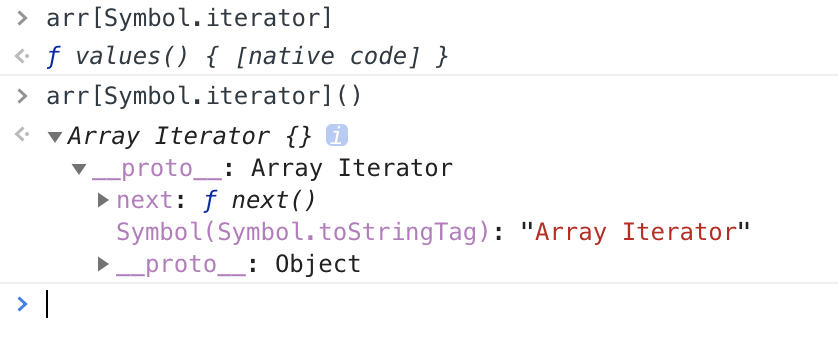 > arr[Symbol.iterator]
<· ƒ values() { [native code] }
> arr[Symbol.iterator]()
<· ▼Array Iterator {} i
▼__proto__: Array Iterator
▶next: ƒ next()
Symbol(Symbol.toStringTag): "Array Iterator"
▶__proto__: Object
>